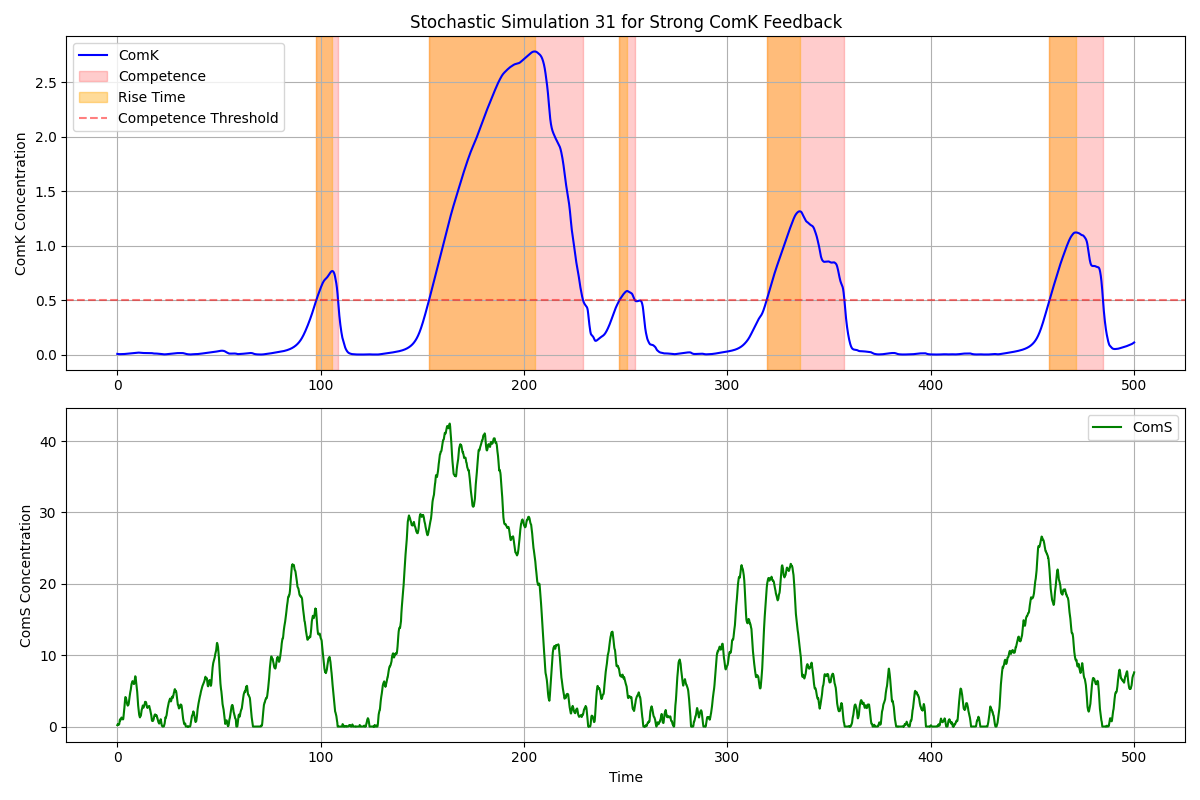 Stochastic Simulation 31 for Strong ComK Feedback
ComK
Competence
Rise Time
Competence Threshold
ComK Concentration
2.5
2.0
1.5
1.0
0.5
0.0
0 100 200 300 400 500
ComS
ComS Concentration
40
30
20
10
0
0 100 200 300 400 500
Time